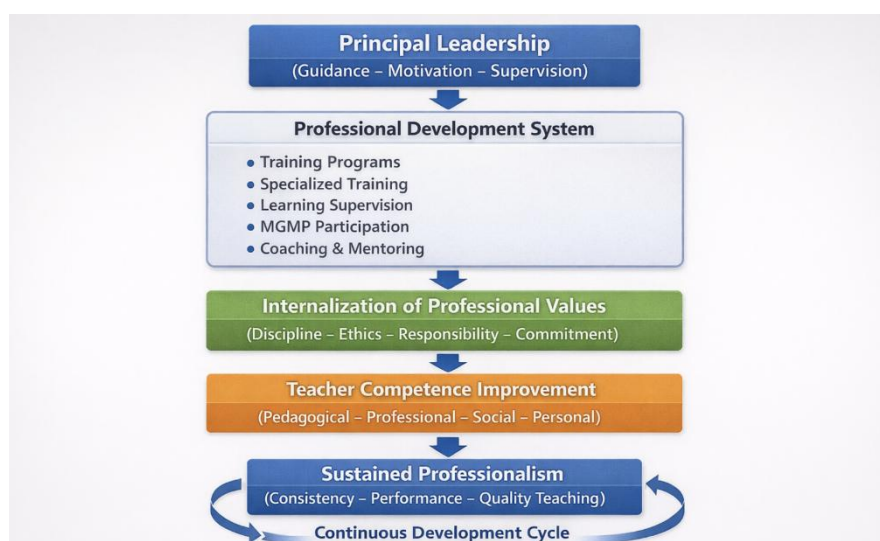 Principal Leadership
(Guidance – Motivation – Supervision)
Professional Development System
• Training Programs
• Specialized Training
• Learning Supervision
• MGMP Participation
• Coaching & Mentoring
Internalization of Professional Values
(Discipline – Ethics – Responsibility – Commitment)
Teacher Competence Improvement
(Pedagogical – Professional – Social – Personal)
Sustained Professionalism
(Consistency – Performance – Quality Teaching)
Continuous Development Cycle